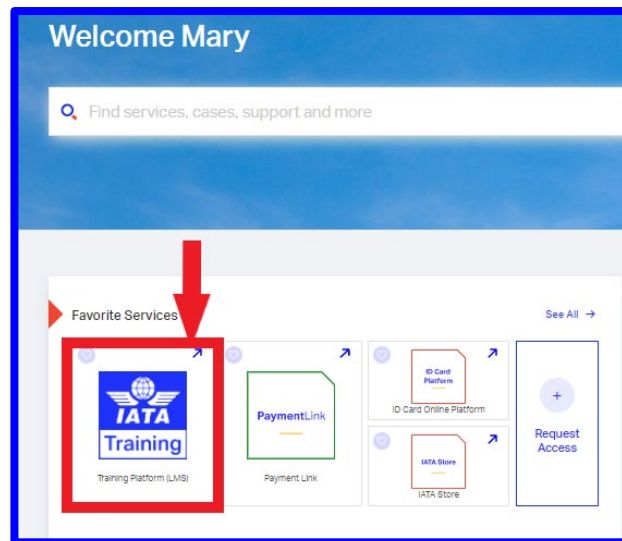 Welcome Mary
Find services, cases, support and more
Favorite Services
See All →
IATA
Training
Training Platform (LMS)
PaymentLink
Payment Link
ID Card
Platform
ID Card Online Platform
IATA Store
IATA Store
+
Request
Access